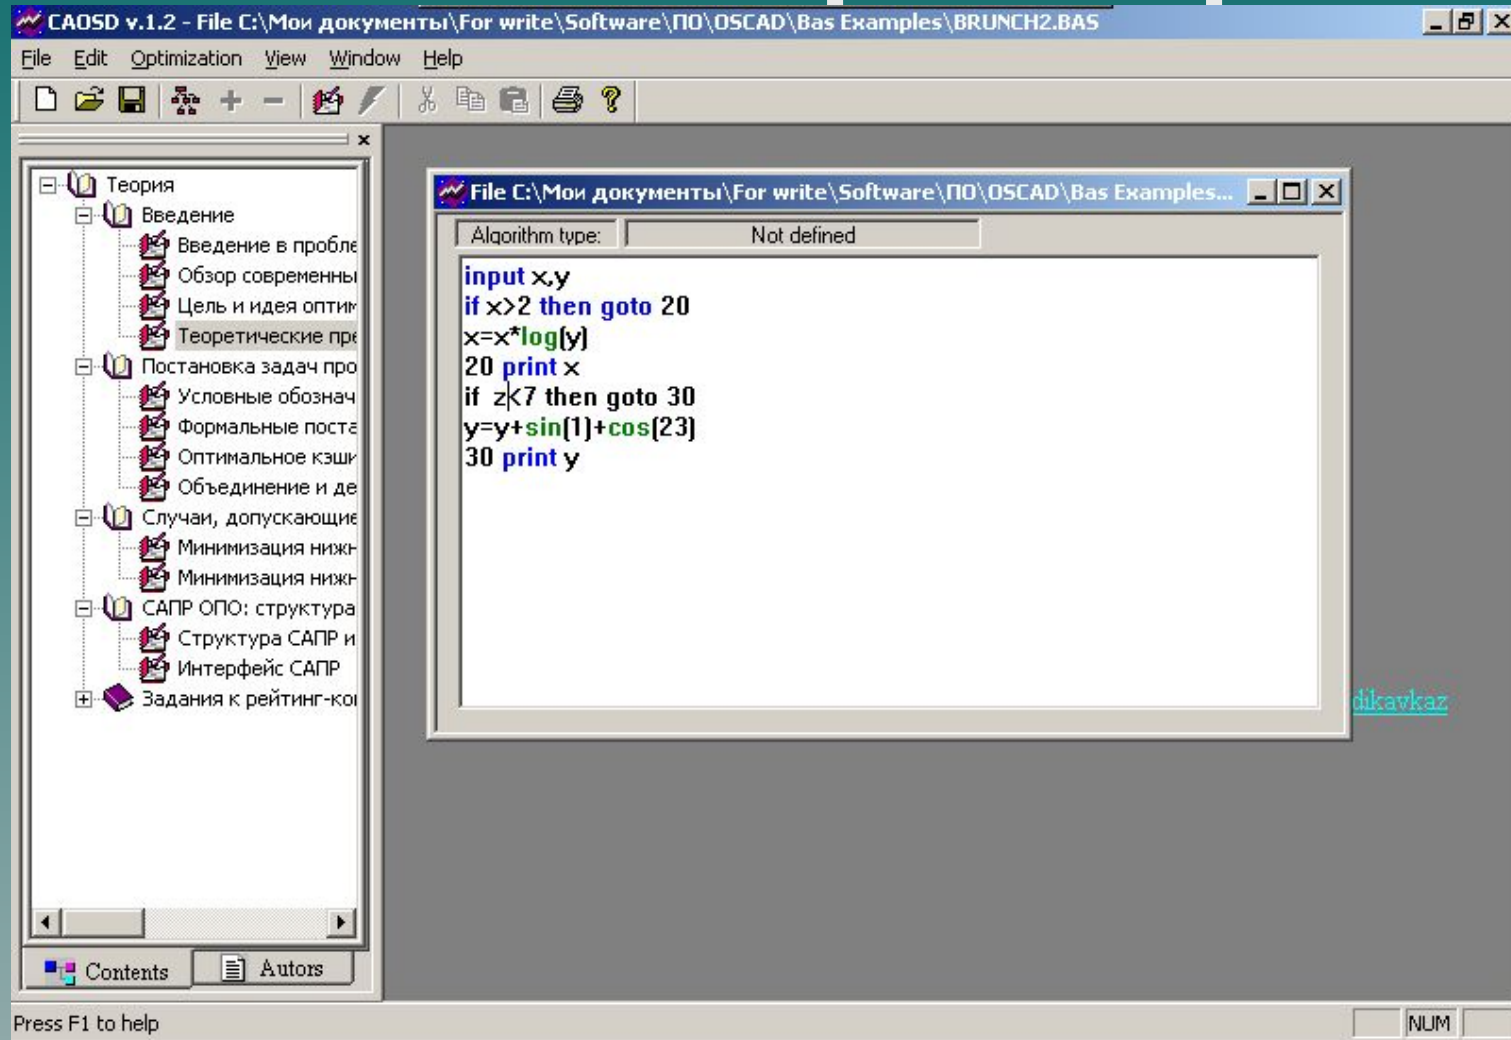 CAOSD v.1.2 - File C:\Мои документы\For write\Software\ПО\OSCAD\Bas Examples\BRUNCH2.BAS
File Edit Optimization View Window Help
Теория
Введение
Введение в пробле
Обзор современны
Цель и идея оптим
Теоретические пре
Постановка задач про
Условные обознач
Формальные поста
Оптимальное кэши
Объединение и де
Случаи, допускающие
Минимизация нижн
Минимизация нижн
САПР ОПО: структура
Структура САПР и
Интерфейс САПР
Задания к рейтинг-ко
Contents Autors
File C:\Мои документы\For write\Software\ПО\OSCAD\Bas Examples...
Algorithm type: Not defined
input x,y
if x>2 then goto 20
x=x*log(y)
20 print x
if z<7 then goto 30
y=y+sin(1)+cos(23)
30 print y
dikavkaz
Press F1 to help NUM